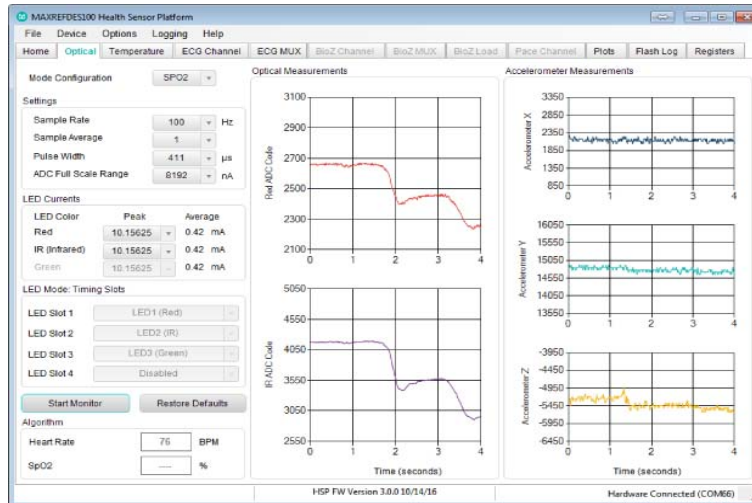 MAXREFDES100 Health Sensor Platform
File Device Options Logging Help
Home Optical Temperature ECG Channel ECG MUX BioZ Channel BioZ MUX BioZ Load Pace Channel Plots Flash Log Registers
Mode Configuration SPO2
Settings
Sample Rate 100 Hz
Sample Average 1
Pulse Width 411 µs
ADC Full Scale Range 8192 nA
LED Currents
LED Color Peak Average
Red 10.15625 0.42 mA
IR (Infrared) 10.15625 0.42 mA
Green 10.15625 0.42 mA
LED Mode: Timing Slots
LED Slot 1 LED1 (Red)
LED Slot 2 LED2 (IR)
LED Slot 3 LED3 (Green)
LED Slot 4 Disabled
Start Monitor Restore Defaults
Algorithm
Heart Rate 76 BPM
SpO2 ---- %
Optical Measurements
Red ADC Code
3100
2900
2700
2500
2300
2100
0 1 2 3 4
IR ADC Code
5050
4550
4050
3550
3050
2550
0 1 2 3 4
Time (seconds)
Accelerometer Measurements
Accelerometer X
3350
2850
2350
1850
1350
850
0 1 2 3 4
Accelerometer Y
16050
15550
15050
14550
14050
13550
0 1 2 3 4
Accelerometer Z
-3950
-4450
-4950
-5450
-5950
-6450
0 1 2 3 4
Time (seconds)
HSP FW Version 3.0.0 10/14/16
Hardware Connected (COM66)